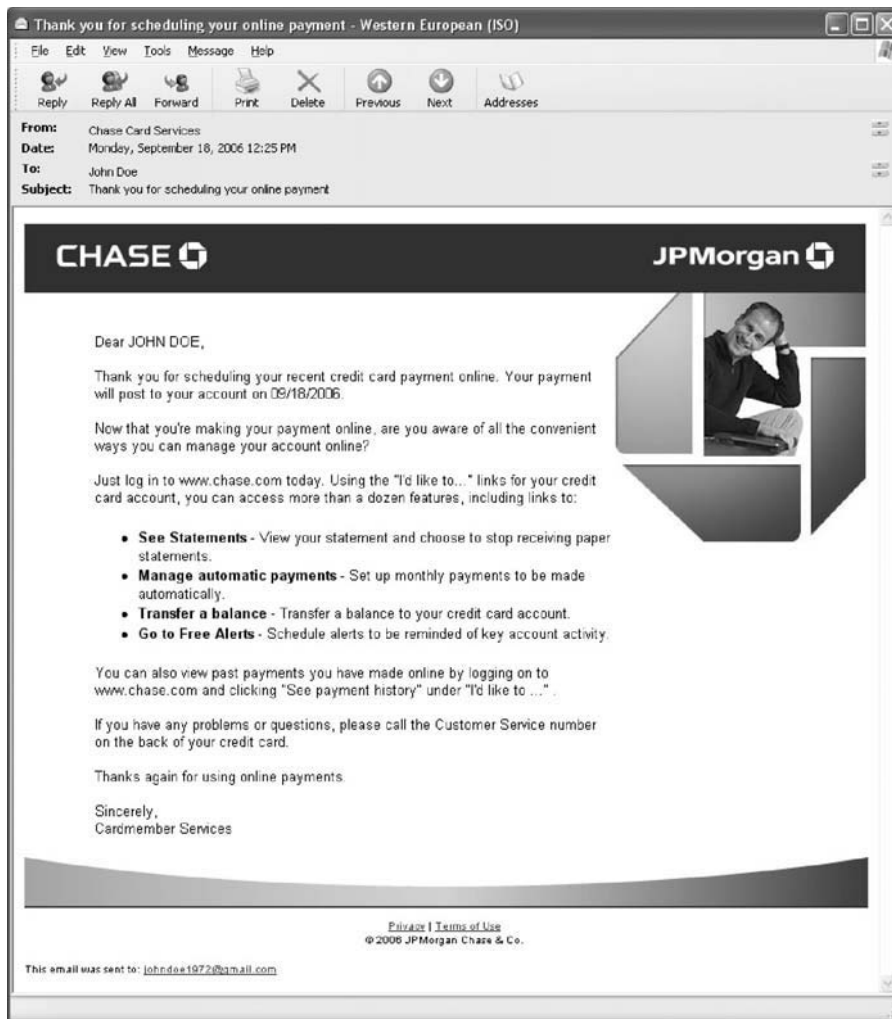 Thank you for scheduling your online payment - Western European (ISO)
File Edit View Tools Message Help
Reply Reply All Forward Print Delete Previous Next Addresses
From: Chase Card Services
Date: Monday, September 18, 2006 12:25 PM
To: John Doe
Subject: Thank you for scheduling your online payment
CHASE JPMorgan
Dear JOHN DOE,
Thank you for scheduling your recent credit card payment online. Your payment
will post to your account on 09/18/2006.
Now that you're making your payment online, are you aware of all the convenient
ways you can manage your account online?
Just log in to www.chase.com today. Using the "I'd like to..." links for your credit
card account, you can access more than a dozen features, including links to:
• See Statements - View your statement and choose to stop receiving paper
statements.
• Manage automatic payments - Set up monthly payments to be made
automatically.
• Transfer a balance - Transfer a balance to your credit card account.
• Go to Free Alerts - Schedule alerts to be reminded of key account activity.
You can also view past payments you have made online by logging on to
www.chase.com and clicking "See payment history" under "I'd like to ..." .
If you have any problems or questions, please call the Customer Service number
on the back of your credit card.
Thanks again for using online payments.
Sincerely,
Cardmember Services
Privacy | Terms of Use
© 2006 JPMorgan Chase & Co.
This email was sent to: johndoe1972@gmail.com